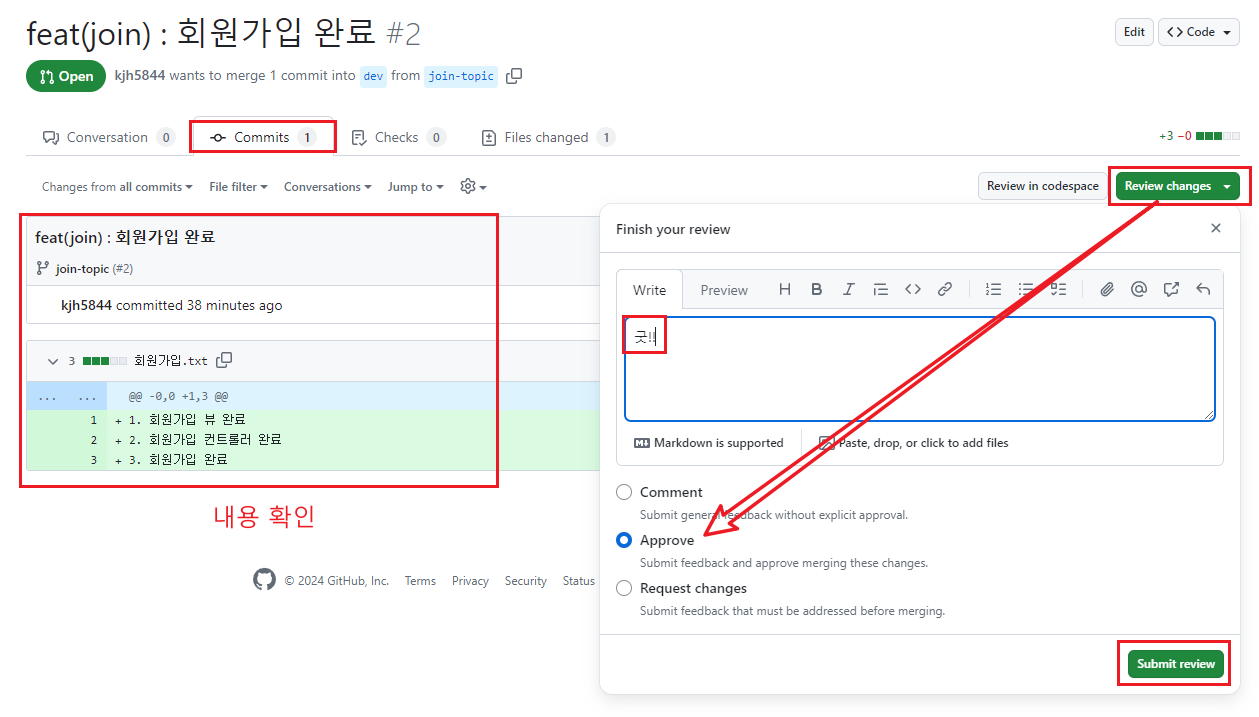 feat(join) : 회원가입 완료 #2
Edit
Code
Open
kjh5844 wants to merge 1 commit into dev from join-topic
Conversation 0
Commits 1
Checks 0
Files changed 1
+3 −0
Changes from all commits
File filter
Conversations
Jump to
Review in codespace
Review changes
feat(join) : 회원가입 완료
join-topic (#2)
kjh5844 committed 38 minutes ago
3 회원가입.txt
... ... @@ -0,0 +1,3 @@
1 + 1. 회원가입 뷰 완료
2 + 2. 회원가입 컨트롤러 완료
3 + 3. 회원가입 완료
내용 확인
Finish your review
Write
Preview
굿!!
Markdown is supported
Paste, drop, or click to add files
Comment
Submit general feedback without explicit approval.
Approve
Submit feedback and approve merging these changes.
Request changes
Submit feedback that must be addressed before merging.
Submit review
© 2024 GitHub, Inc. Terms Privacy Security Status